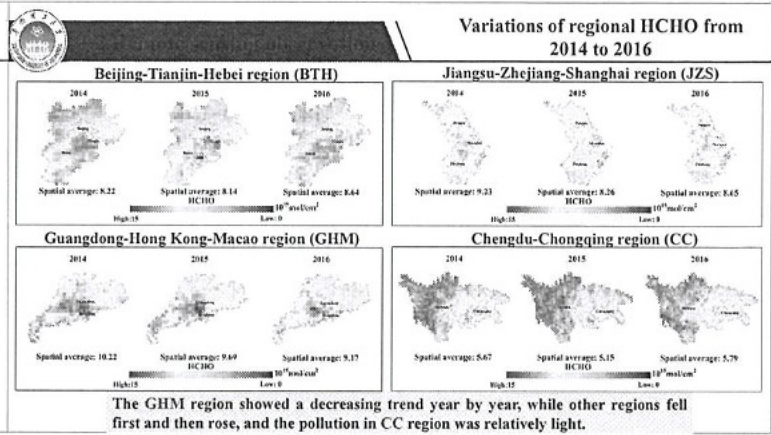 Variations of regional HCHO from
2014 to 2016
Beijing-Tianjin-Hebei region (BTH)
2014 2015 2016
Spatial average: 8.22 Spatial average: 8.14 Spatial average: 8.64
HCHO
High:15 Low: 0
Jiangsu-Zhejiang-Shanghai region (JZS)
2014 2015 2016
Spatial average: 9.23 Spatial average: 8.26 Spatial average: 8.65
HCHO
High:15 Low: 0
Guangdong-Hong Kong-Macao region (GHM)
2014 2015 2016
Spatial average: 10.22 Spatial average: 9.69 Spatial average: 9.17
HCHO
High:15 Low: 0
Chengdu-Chongqing region (CC)
2014 2015 2016
Spatial average: 5.67 Spatial average: 5.15 Spatial average: 5.79
HCHO
High:15 Low: 0
The GHM region showed a decreasing trend year by year, while other regions fell
first and then rose, and the pollution in CC region was relatively light.